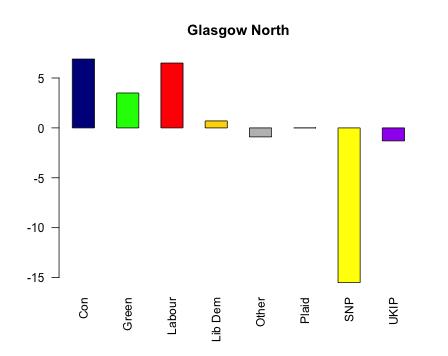 Glasgow North
5
0
-5
-10
-15
Con
Green
Labour
Lib Dem
Other
Plaid
SNP
UKIP